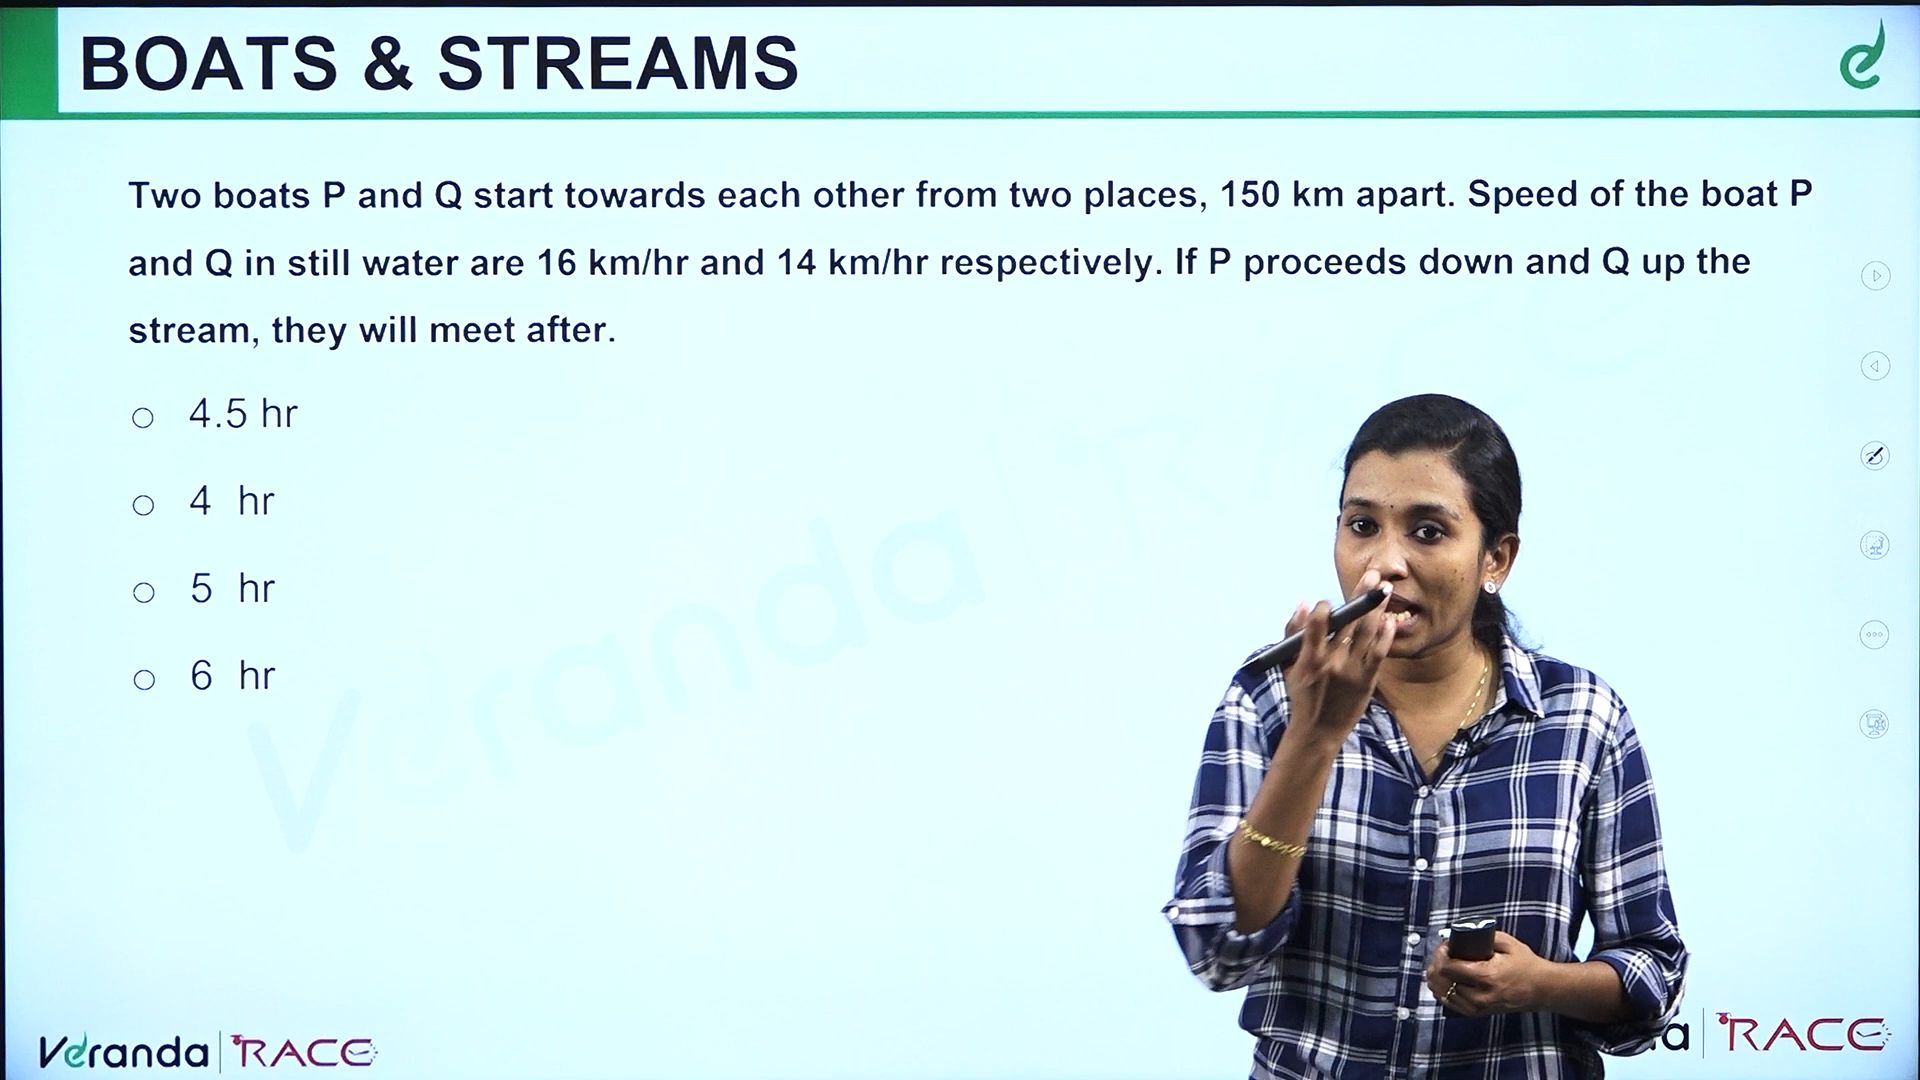 BOATS & STREAMS
Two boats P and Q start towards each other from two places, 150 km apart. Speed of the boat P
and Q in still water are 16 km/hr and 14 km/hr respectively. If P proceeds down and Q up the
stream, they will meet after.
4.5 hr
4 hr
5 hr
6 hr
Veranda RACE
Veranda RACE
a RACE